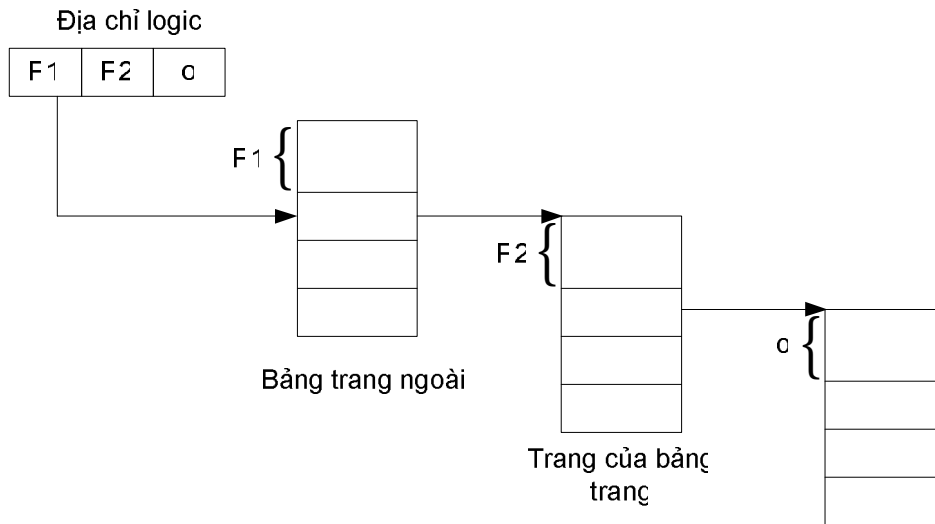 Địa chỉ logic
F1 F2 o
F1
F2
o
Bảng trang ngoài
Trang của bảng
trang